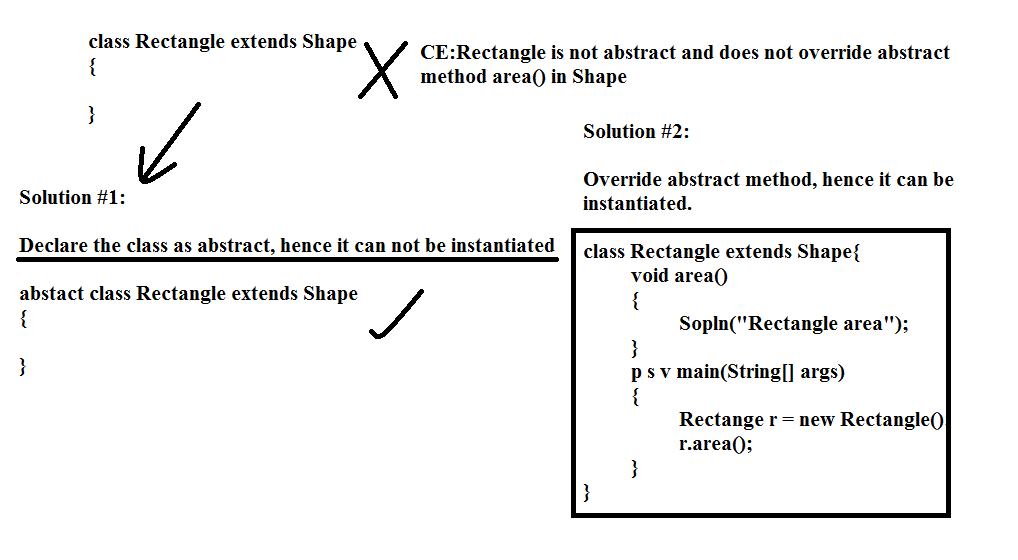 class Rectangle extends Shape
{
}
CE:Rectangle is not abstract and does not override abstract
method area() in Shape
Solution #1:
Declare the class as abstract, hence it can not be instantiated
abstact class Rectangle extends Shape
{
}
Solution #2:
Override abstract method, hence it can be
instantiated.
class Rectangle extends Shape{
void area()
{
Sopln("Rectangle area");
}
p s v main(String[] args)
{
Rectange r = new Rectangle()
r.area();
}
}